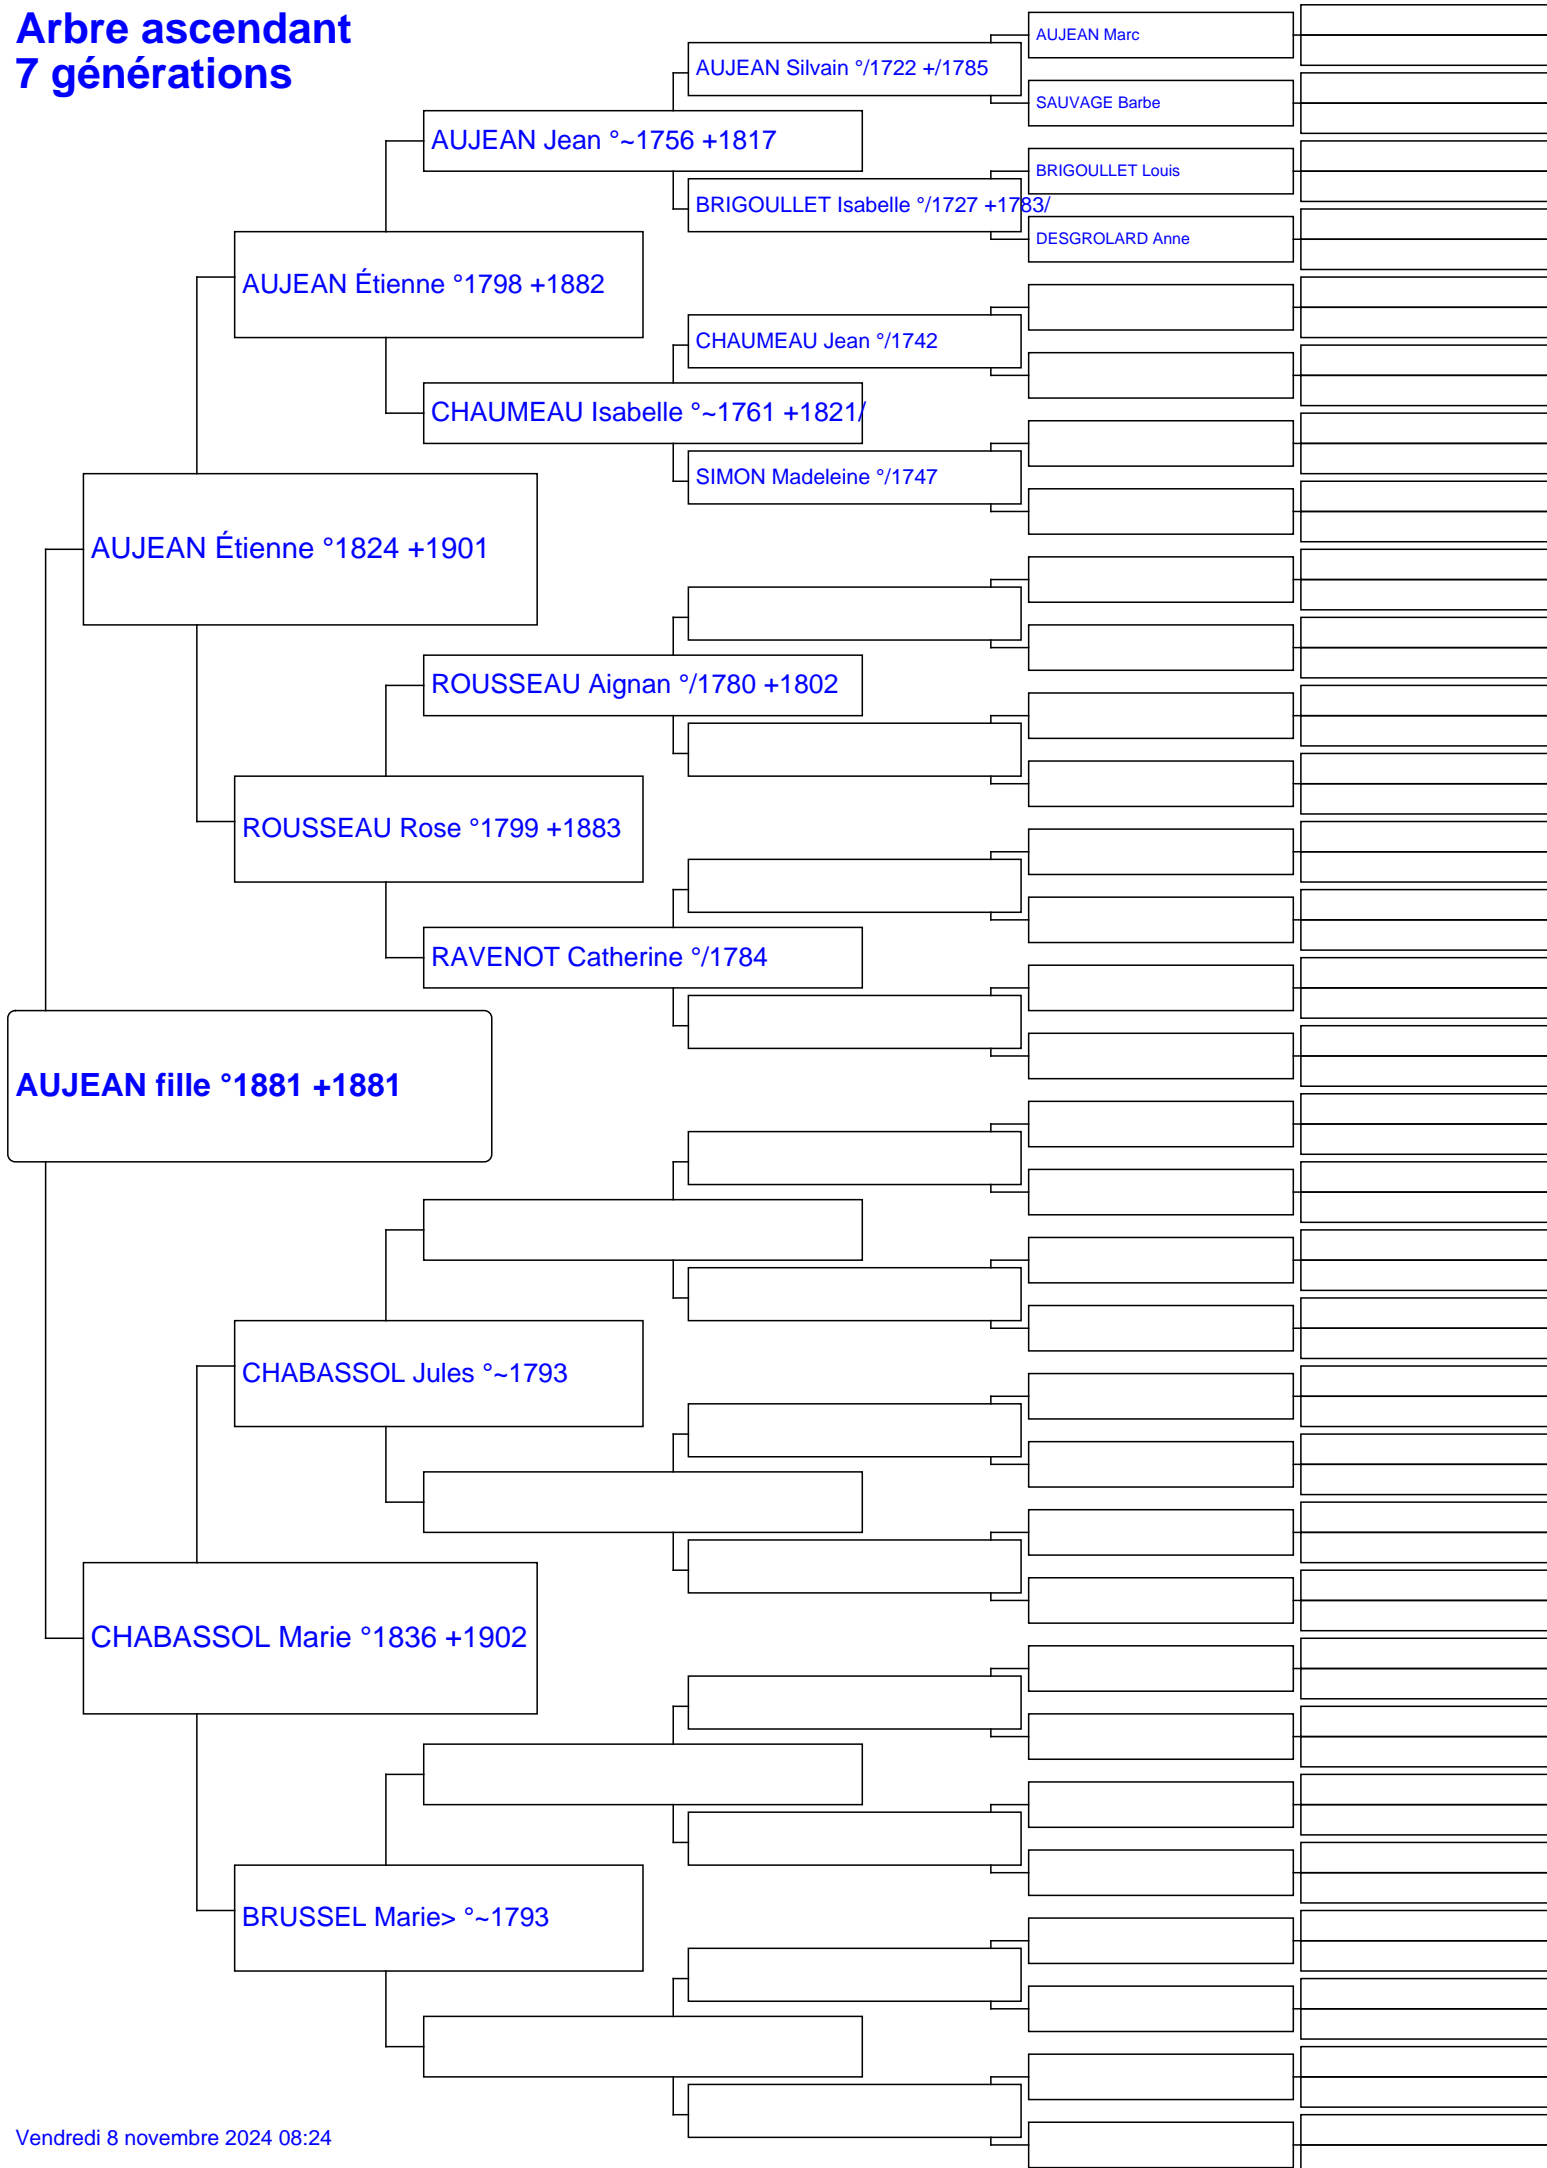 Arbre ascendant
7 générations
AUJEAN Marc
AUJEAN Silvain °/1722 +/1785
SAUVAGE Barbe
AUJEAN Jean °~1756 +1817
BRIGOULLET Louis
BRIGOULLET Isabelle °/1727 +1783/
DESGROLARD Anne
AUJEAN Étienne °1798 +1882
CHAUMEAU Jean °/1742
CHAUMEAU Isabelle °~1761 +1821/
SIMON Madeleine °/1747
AUJEAN Étienne °1824 +1901
ROUSSEAU Aignan °/1780 +1802
ROUSSEAU Rose °1799 +1883
RAVENOT Catherine °/1784
AUJEAN fille °1881 +1881
CHABASSOL Jules °~1793
CHABASSOL Marie °1836 +1902
BRUSSEL Marie> °~1793
Vendredi 8 novembre 2024 08:24